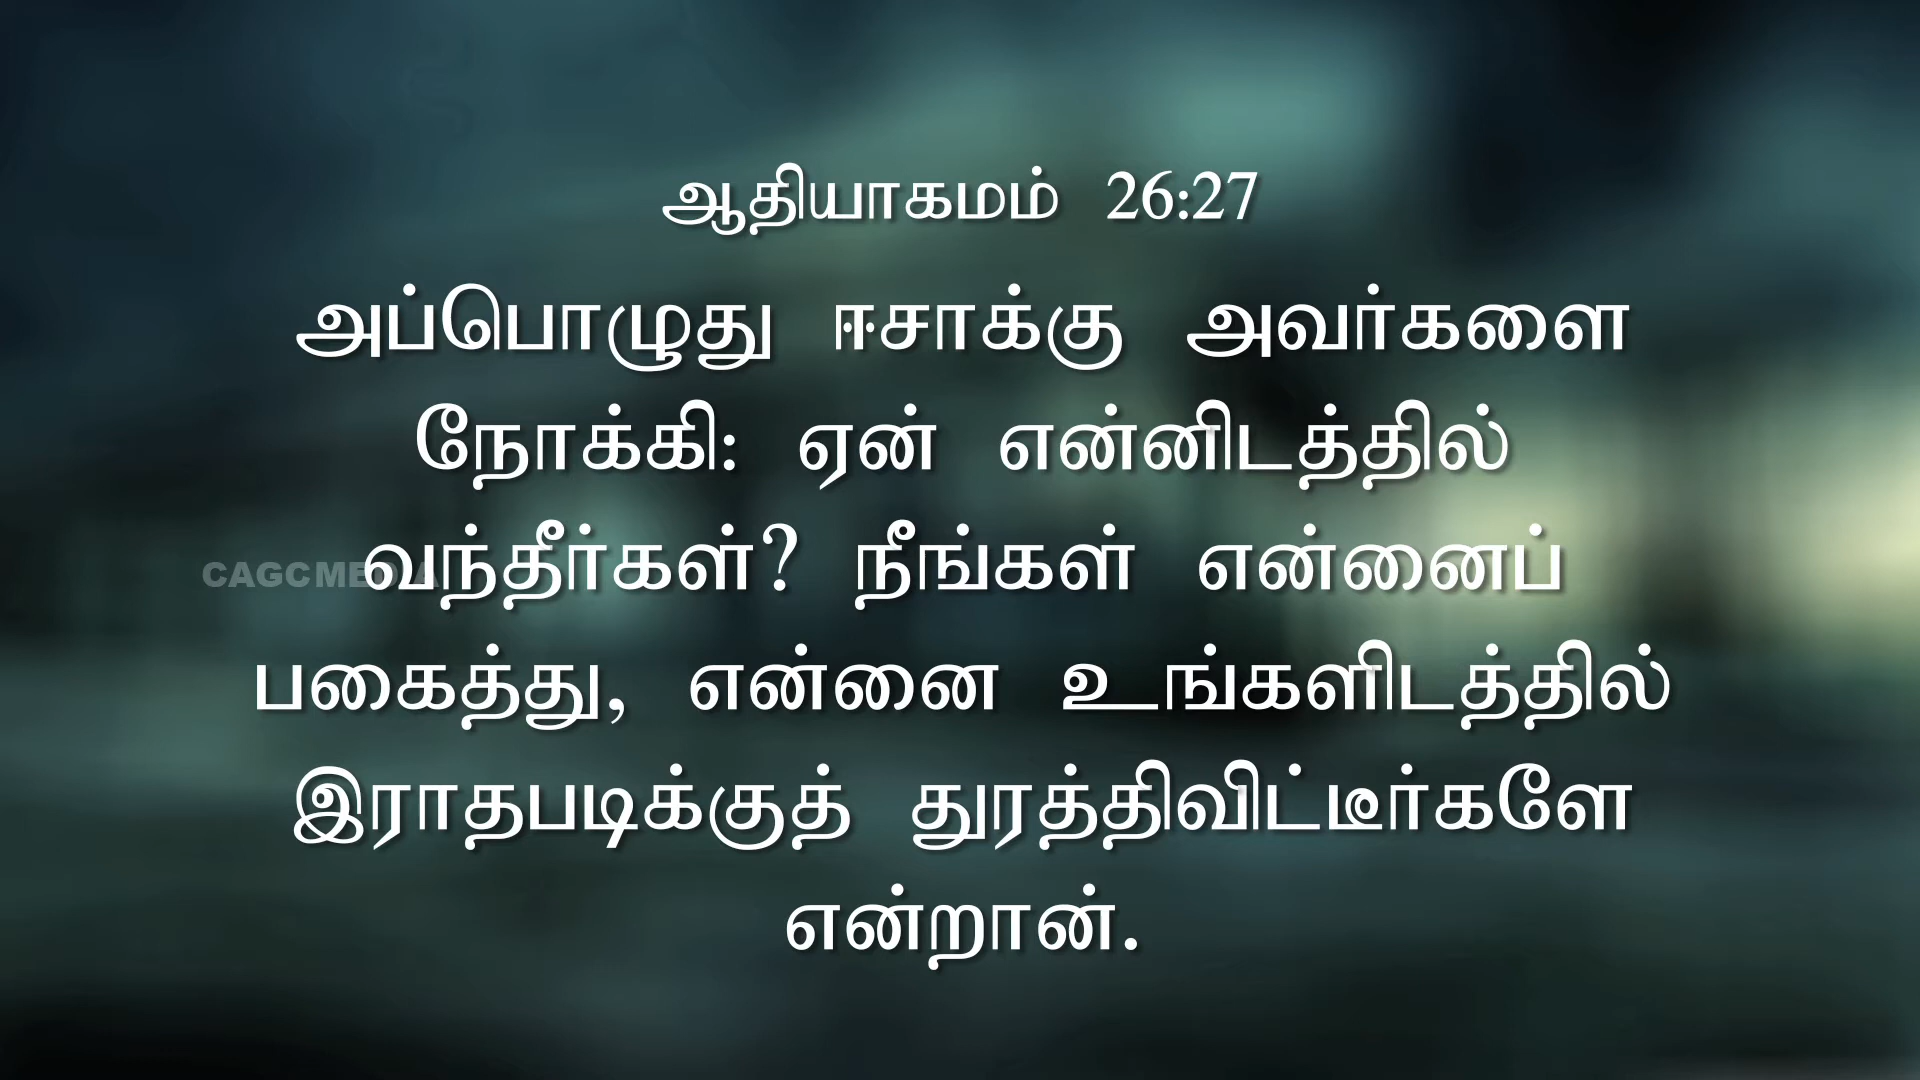 ஆதியாகமம் 26:27
அப்பொழுது ஈசாக்கு அவர்களை
நோக்கி: ஏன் என்னிடத்தில்
வந்தீர்கள்? நீங்கள் என்னைப்
CAGCMEDIA
பகைத்து, என்னை உங்களிடத்தில்
இராதபடிக்குத் துரத்திவிட்டீர்களே
என்றான்.